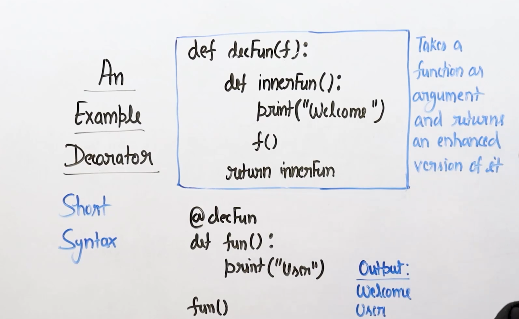 An
Example
Decorator
def decFun(f):
def innerFun():
print("Welcome")
f()
return innerFun
Takes a
function as
argument
and returns
an enhanced
version of it
Short
Syntax
@decFun
def fun():
print("User")
fun()
Output:
Welcome
User